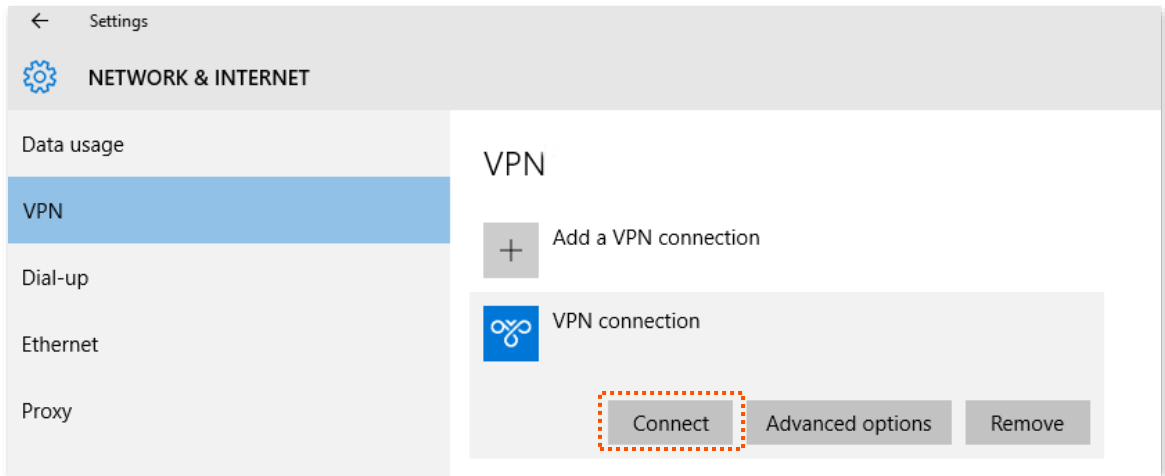 Settings
NETWORK & INTERNET
Data usage
VPN
Dial-up
Ethernet
Proxy
VPN
Add a VPN connection
VPN connection
Connect Advanced options Remove